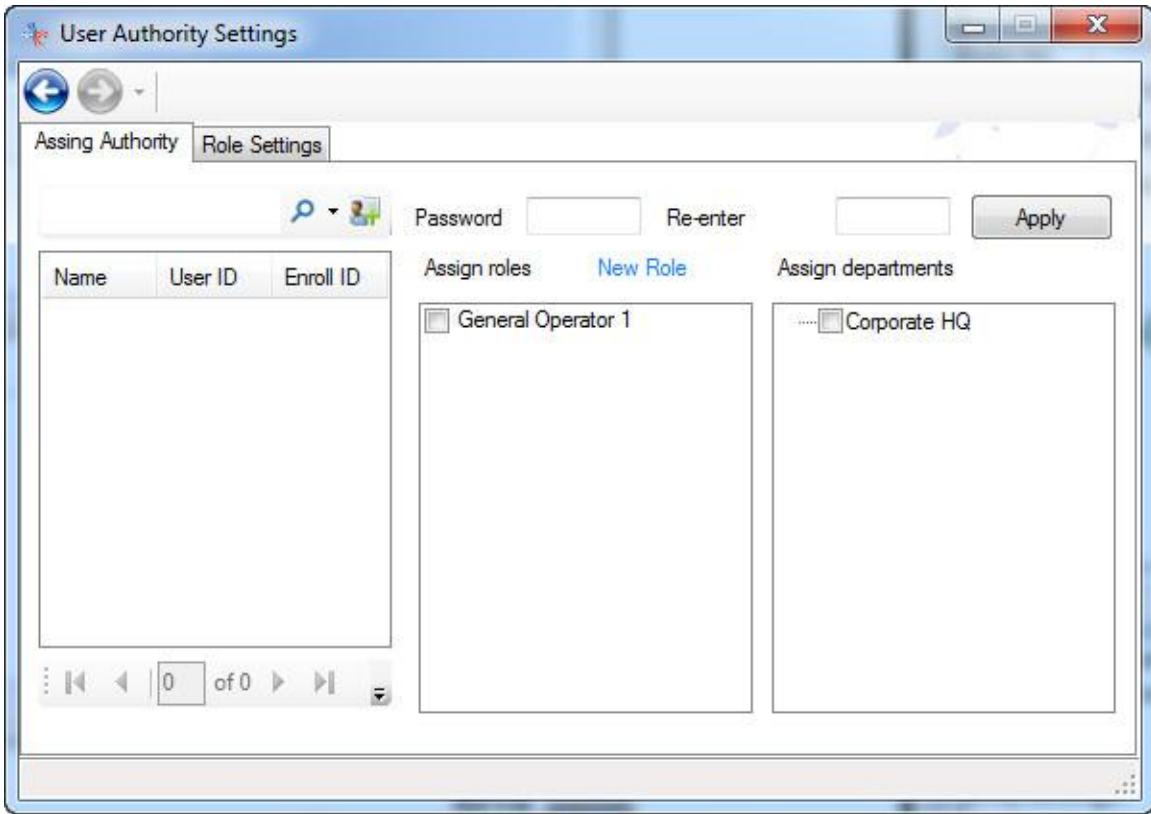 User Authority Settings
Assing Authority Role Settings
Password Re-enter Apply
Name User ID Enroll ID
Assign roles New Role Assign departments
General Operator 1 Corporate HQ
0 of 0